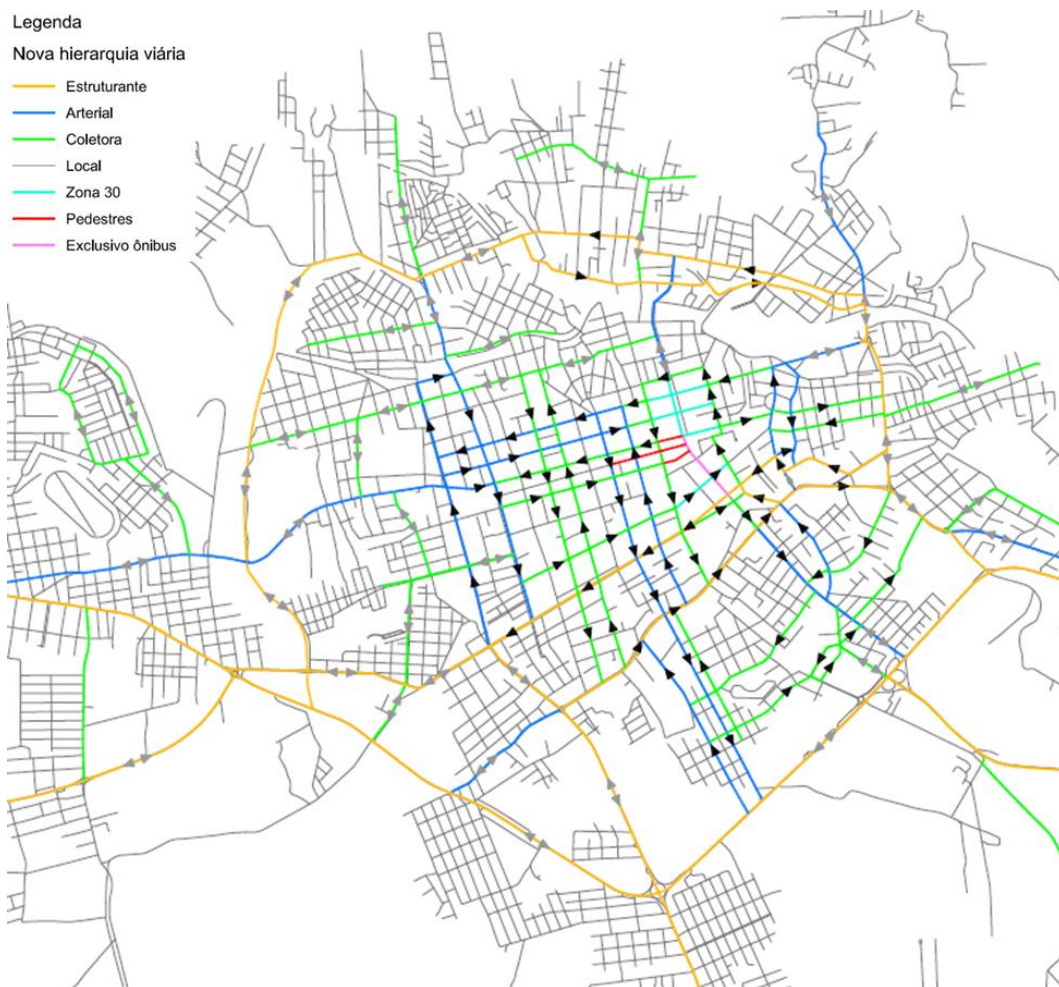 Legenda
Nova hierarquia viária
Estruturante
Arterial
Coletora
Local
Zona 30
Pedestres
Exclusivo ônibus